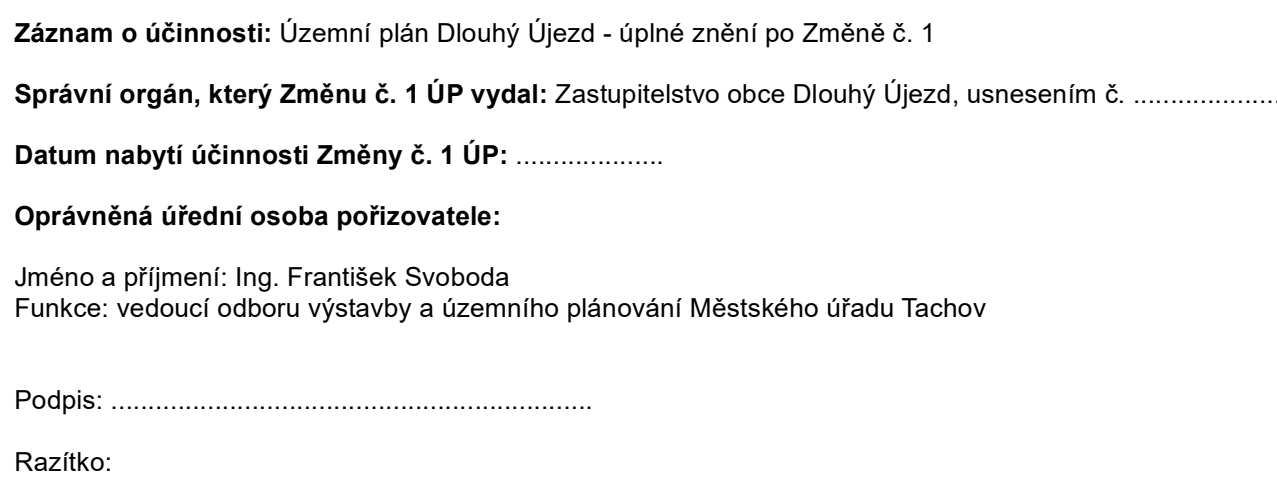 Záznam o účinnosti: Územní plán Dlouhý Újezd - úplné znění po Změně č. 1
Správní orgán, který Změnu č. 1 ÚP vydal: Zastupitelstvo obce Dlouhý Újezd, usnesením č. ....................
Datum nabytí účinnosti Změny č. 1 ÚP: ....................
Oprávněná úřední osoba pořizovatele:
Jméno a příjmení: Ing. František Svoboda
Funkce: vedoucí odboru výstavby a územního plánování Městského úřadu Tachov
Podpis: .................................................................
Razítko: